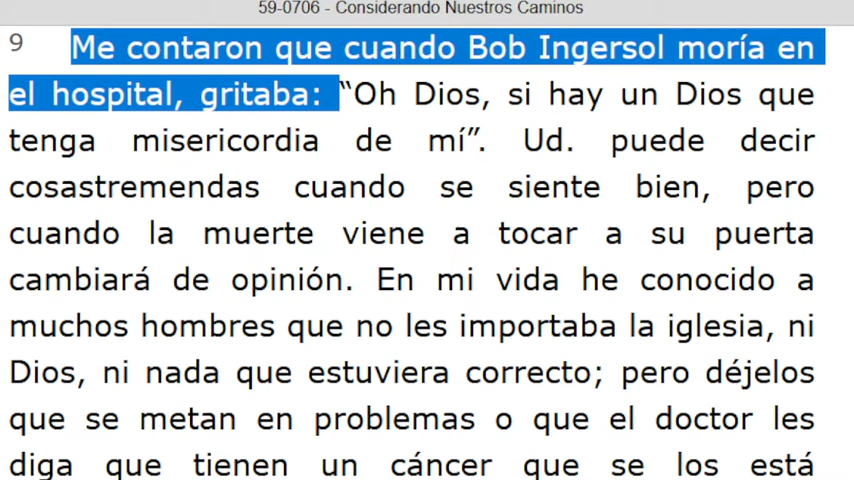 59-0706 - Considerando Nuestros Caminos
9 Me contaron que cuando Bob Ingersol moría en
el hospital, gritaba: “Oh Dios, si hay un Dios que
tenga misericordia de mí”. Ud. puede decir
cosastremendas cuando se siente bien, pero
cuando la muerte viene a tocar a su puerta
cambiará de opinión. En mi vida he conocido a
muchos hombres que no les importaba la iglesia, ni
Dios, ni nada que estuviera correcto; pero déjelos
que se metan en problemas o que el doctor les
diga que tienen un cáncer que se los está